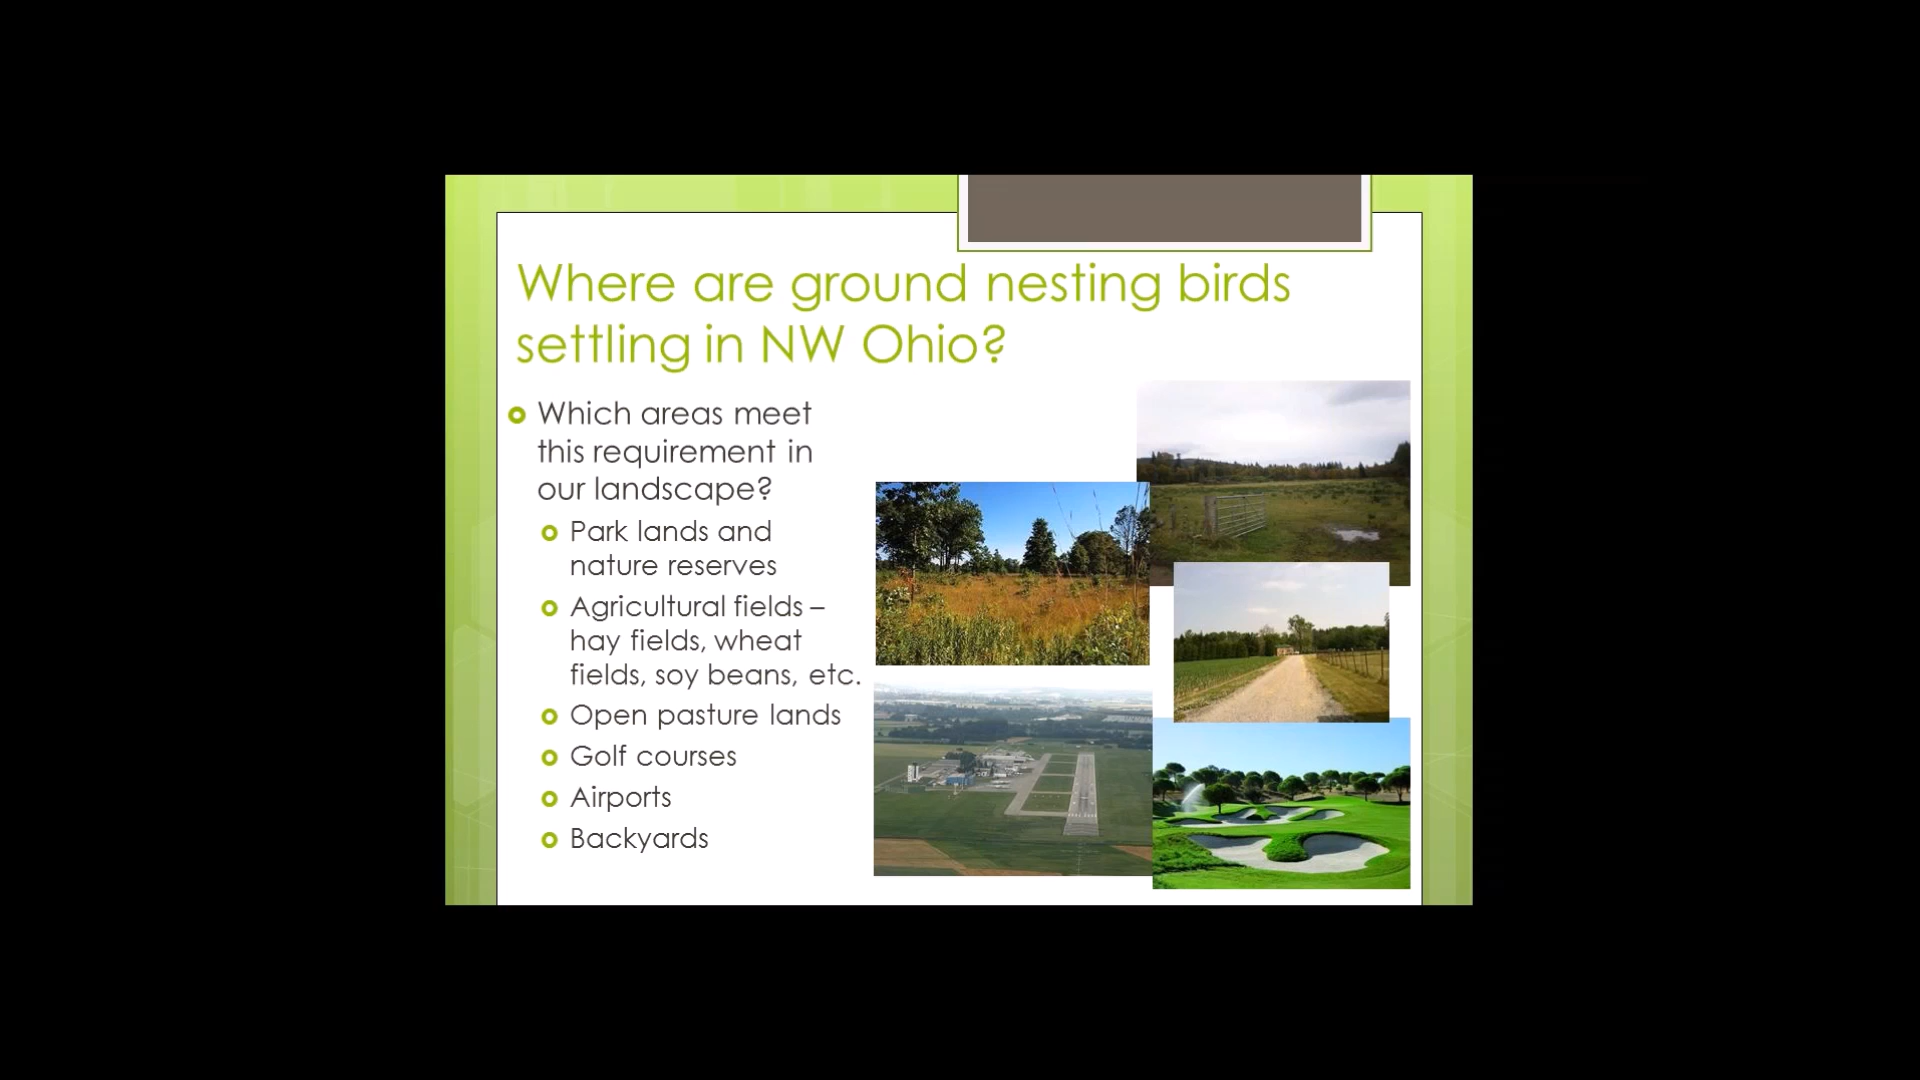 Where are ground nesting birds
settling in NW Ohio?
Which areas meet
this requirement in
our landscape?
Park lands and
nature reserves
Agricultural fields –
hay fields, wheat
fields, soy beans, etc.
Open pasture lands
Golf courses
Airports
Backyards